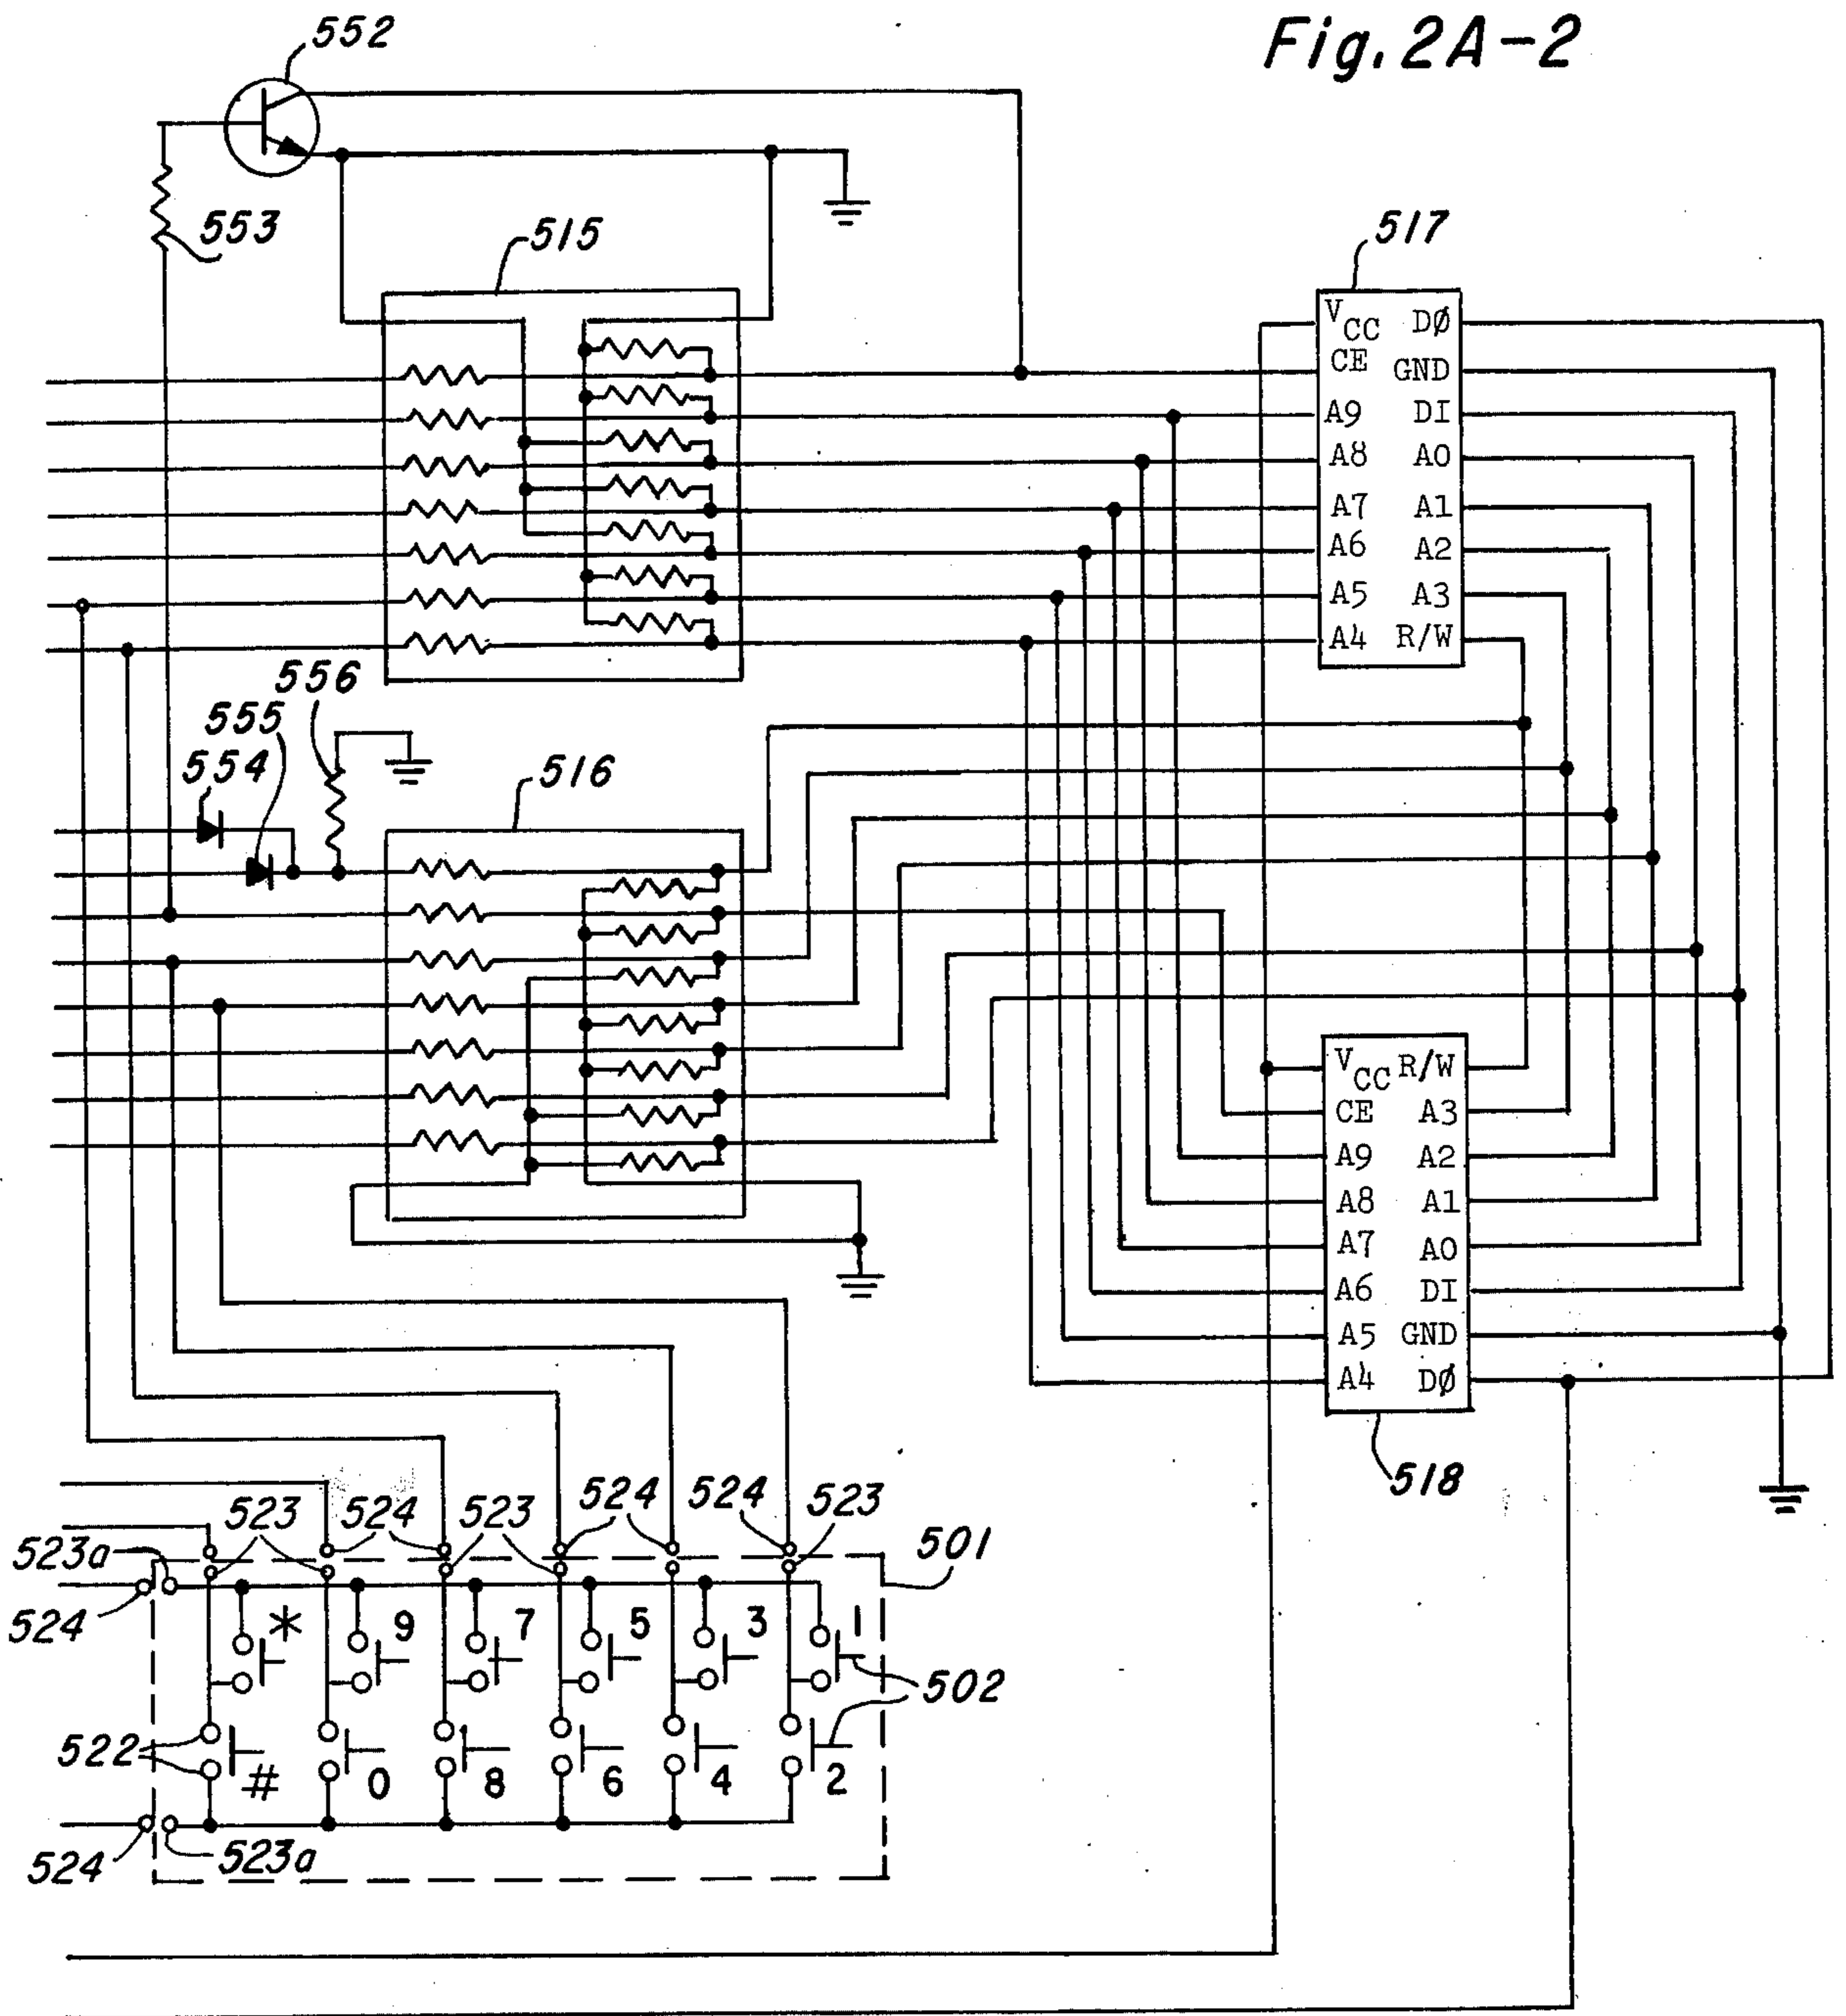 Fig. 2A-2
552
553
515
517
VCC DØ
CE GND
A9 DI
A8 A0
A7 A1
A6 A2
A5 A3
A4 R/W
556
555
554
516
VCC R/W
CE A3
A9 A2
A8 A1
A7 A0
A6 DI
A5 GND
A4 DØ
518
523 524 523 524 524 523
523a
501
524
* 9 7 5 3 1
502
522
# 0 8 6 4 2
524 523a